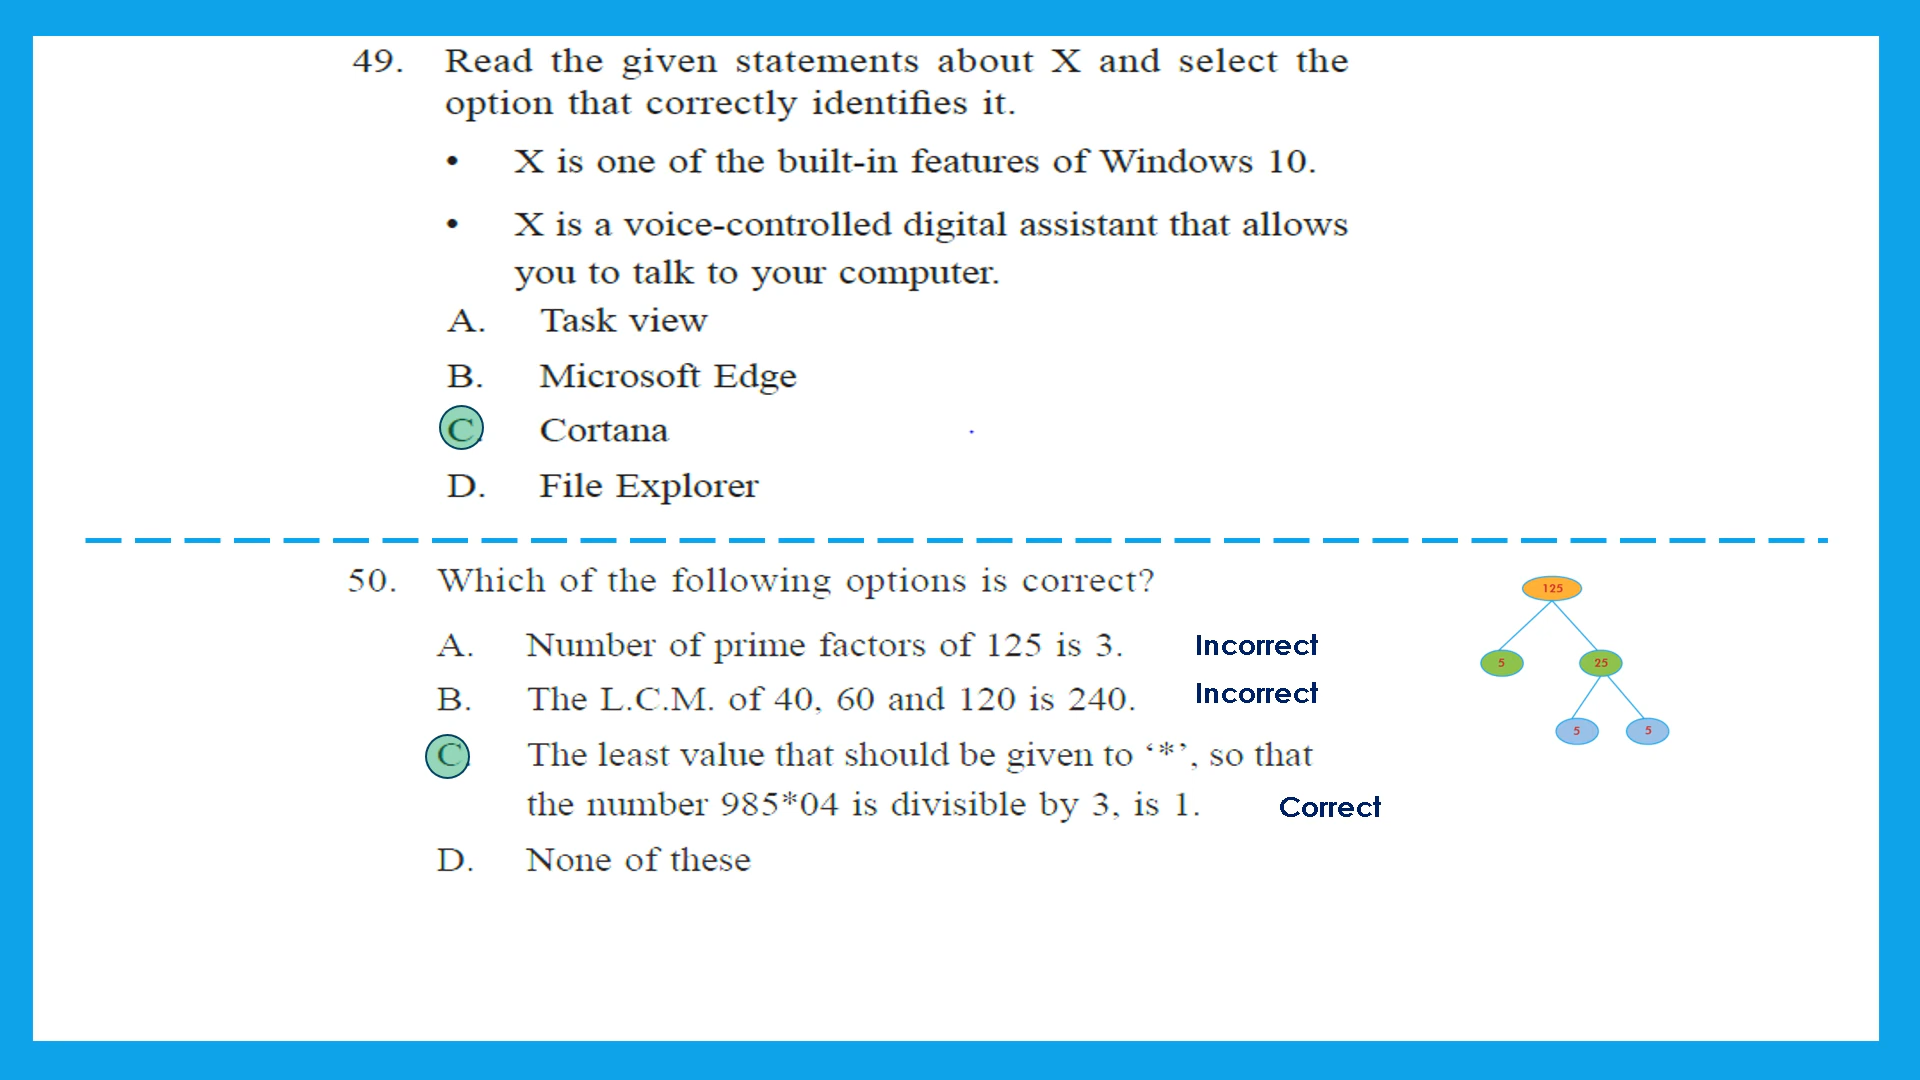 49. Read the given statements about X and select the
option that correctly identifies it.
• X is one of the built-in features of Windows 10.
• X is a voice-controlled digital assistant that allows
you to talk to your computer.
A. Task view
B. Microsoft Edge
C. Cortana
D. File Explorer
50. Which of the following options is correct?
A. Number of prime factors of 125 is 3. Incorrect
B. The L.C.M. of 40, 60 and 120 is 240. Incorrect
C. The least value that should be given to ‘*’, so that
the number 985*04 is divisible by 3, is 1. Correct
D. None of these
125
5 25
5 5